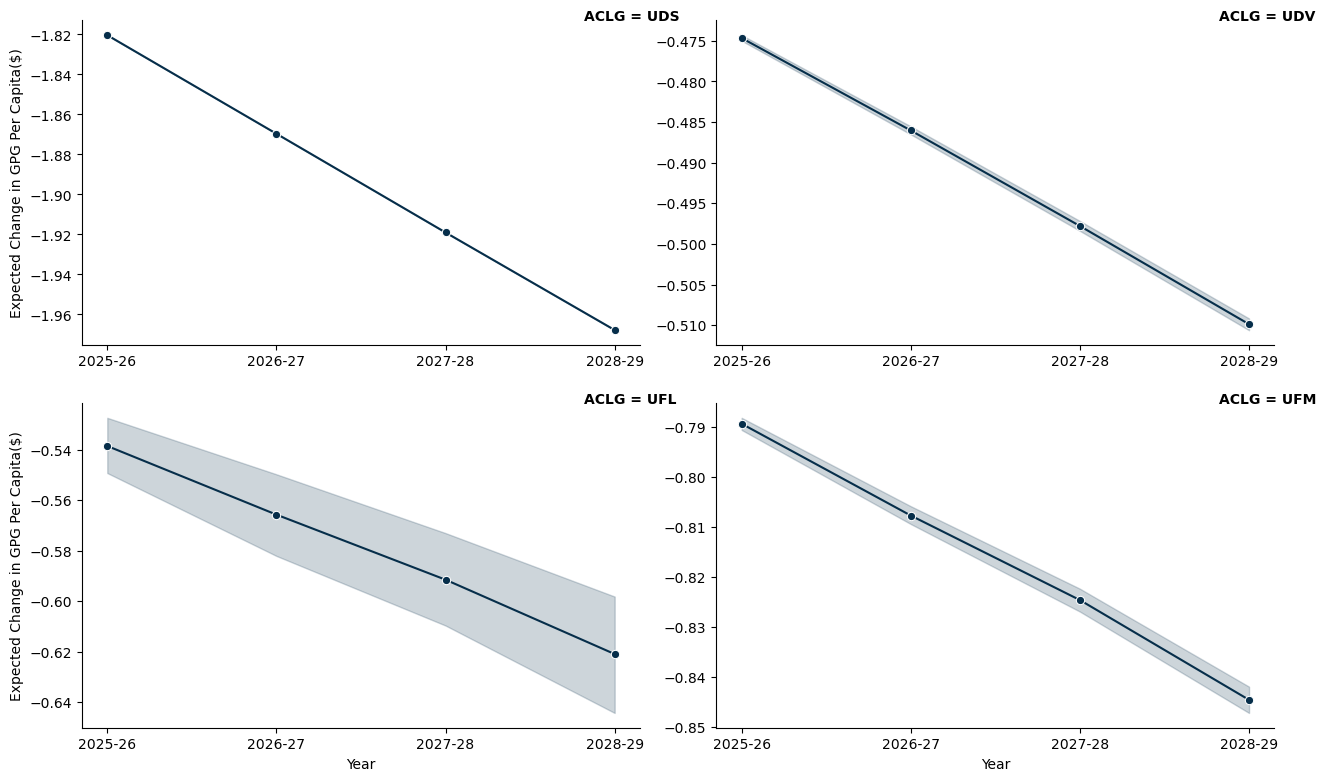 ACLG = UDS
Expected Change in GPG Per Capita($)
−1.82
−1.84
−1.86
−1.88
−1.90
−1.92
−1.94
−1.96
2025-26 2026-27 2027-28 2028-29
ACLG = UDV
−0.475
−0.480
−0.485
−0.490
−0.495
−0.500
−0.505
−0.510
2025-26 2026-27 2027-28 2028-29
ACLG = UFL
Expected Change in GPG Per Capita($)
−0.54
−0.56
−0.58
−0.60
−0.62
−0.64
2025-26 2026-27 2027-28 2028-29
Year
ACLG = UFM
−0.79
−0.80
−0.81
−0.82
−0.83
−0.84
−0.85
2025-26 2026-27 2027-28 2028-29
Year